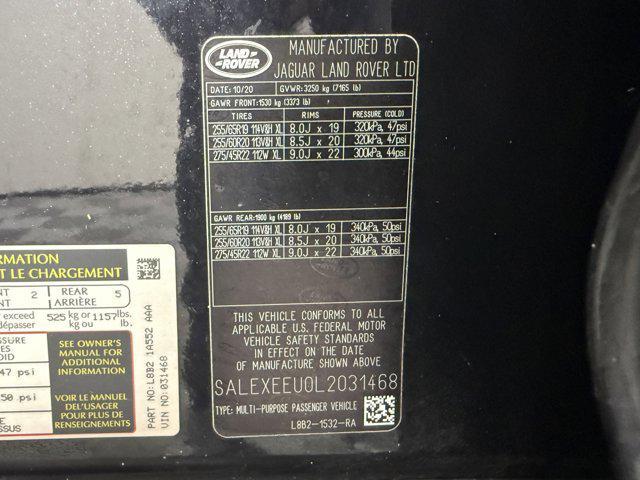 LAND
ROVER
MANUFACTURED BY
JAGUAR LAND ROVER LTD
DATE: 10/20 GVWR: 3250 kg (7165 lb)
GAWR FRONT: 1530 kg (3373 lb)
TIRES RIMS PRESSURE (COLD)
255/65R19 114V&H XL 8.0J x 19 320kPa, 47psi
255/60R20 113V&H XL 8.5J x 20 320kPa, 47psi
275/45R22 112W XL 9.0J x 22 300kPa, 44psi
GAWR REAR: 1900 kg (4189 lb)
255/65R19 114V&H XL 8.0J x 19 340kPa, 50psi
255/60R20 113V&H XL 8.5J x 20 340kPa, 50psi
275/45R22 112W XL 9.0J x 22 340kPa, 50psi
THIS VEHICLE CONFORMS TO ALL
APPLICABLE U.S. FEDERAL MOTOR
VEHICLE SAFETY STANDARDS
IN EFFECT ON THE DATE
OF MANUFACTURE SHOWN ABOVE
SALEXEEU0L2031468
TYPE: MULTI-PURPOSE PASSENGER VEHICLE
L8B2-1532-RA
ORMATION
T LE CHARGEMENT
NT 2 REAR 5
NT ARRIÈRE
r exceed 525 kg or 1157 lbs.
dépasser kg ou lb.
SSURE
ES
OID
47 psi
50 psi
E
SSUS
SEE OWNER'S
MANUAL FOR
ADDITIONAL
INFORMATION
VOIR LE MANUEL
DEL'USAGER
POUR PLUS DE
RENSEIGNEMENTS
PART NO: L8B2 1A552 AAA
VIN NO: 031468